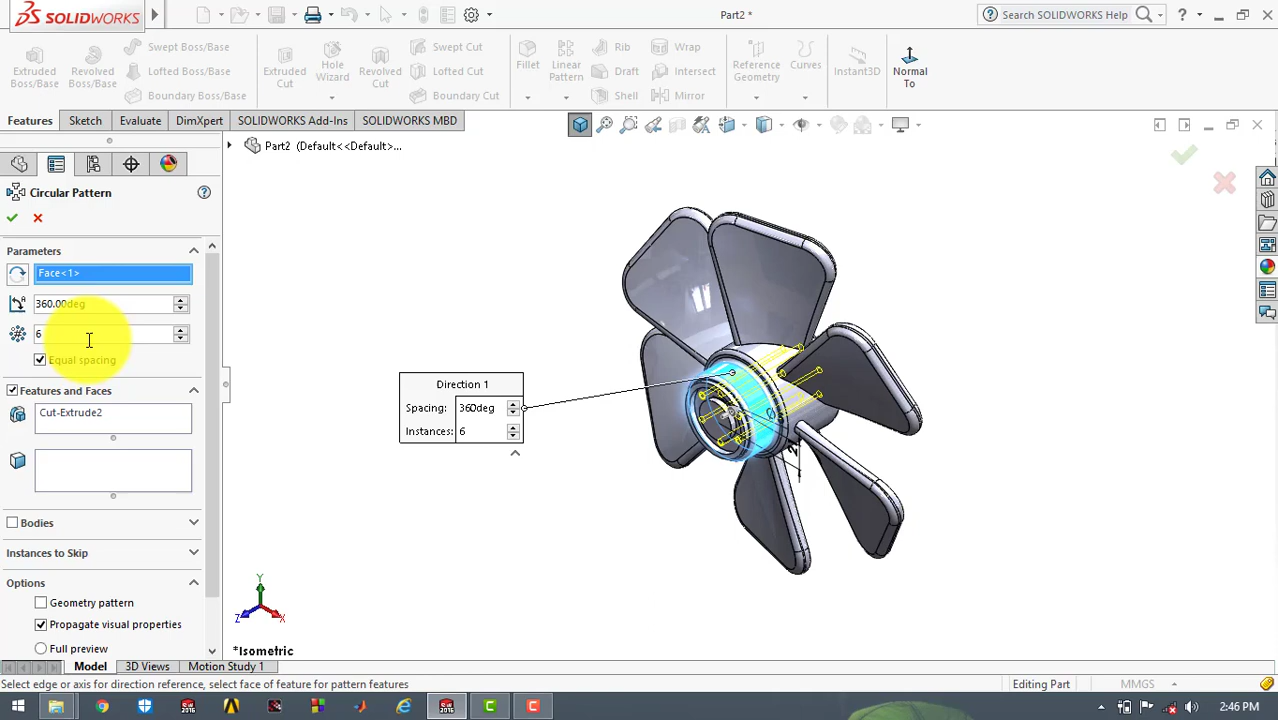 SOLIDWORKS
Part2 *
Search SOLIDWORKS Help
Extruded Boss/Base
Revolved Boss/Base
Swept Boss/Base
Lofted Boss/Base
Boundary Boss/Base
Extruded Cut
Hole Wizard
Revolved Cut
Swept Cut
Lofted Cut
Boundary Cut
Fillet
Linear Pattern
Rib
Draft
Shell
Wrap
Intersect
Mirror
Reference Geometry
Curves
Instant3D
Normal To
Features
Sketch
Evaluate
DimXpert
SOLIDWORKS Add-Ins
SOLIDWORKS MBD
Part2 (Default<<Default>...
Circular Pattern
Parameters
Face<1>
360.00deg
6
Equal spacing
Features and Faces
Cut-Extrude2
Bodies
Instances to Skip
Options
Geometry pattern
Propagate visual properties
Full preview
Direction 1
Spacing: 360deg
Instances: 6
Y
Z
X
*Isometric
Model
3D Views
Motion Study 1
Select edge or axis for direction reference, select face of feature for pattern features
Editing Part
MMGS
2:46 PM